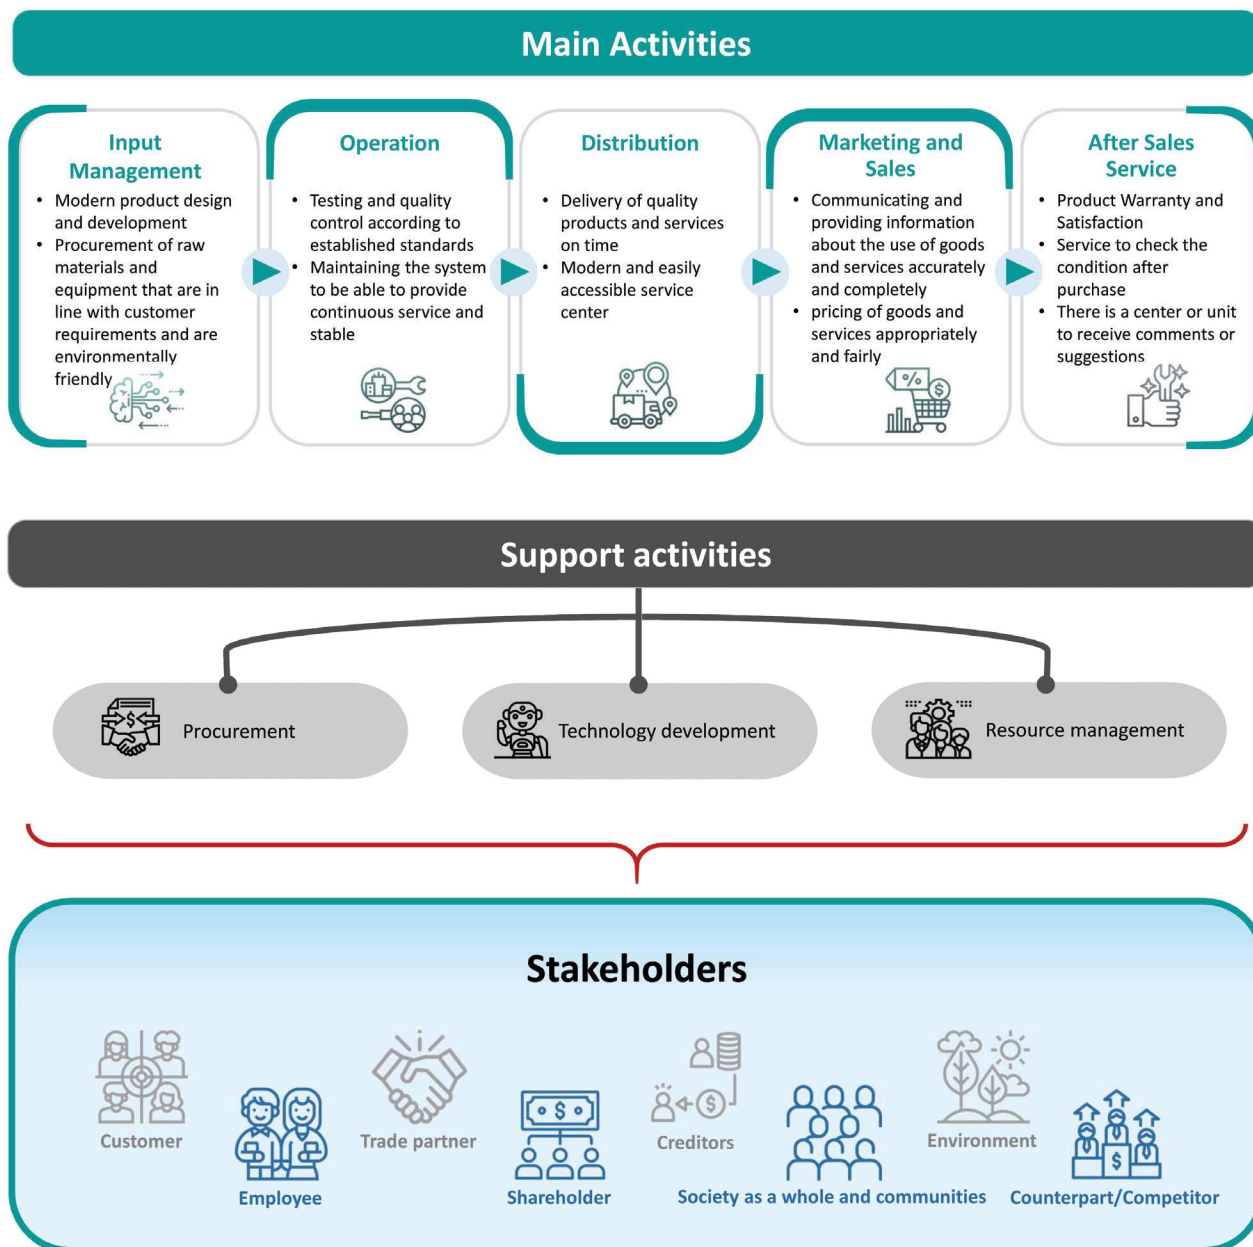 Main Activities
Input
Management
• Modern product design
and development
• Procurement of raw
materials and
equipment that are in
line with customer
requirements and are
environmentally
friendly
Operation
• Testing and quality
control according to
established standards
• Maintaining the system
to be able to provide
continuous service and
stable
Distribution
• Delivery of quality
products and services
on time
• Modern and easily
accessible service
center
Marketing and
Sales
• Communicating and
providing information
about the use of goods
and services accurately
and completely
• pricing of goods and
services appropriately
and fairly
After Sales
Service
• Product Warranty and
Satisfaction
• Service to check the
condition after
purchase
• There is a center or unit
to receive comments or
suggestions
Support activities
Procurement
Technology development
Resource management
Stakeholders
Customer
Employee
Trade partner
Shareholder
Creditors
Society as a whole and communities
Environment
Counterpart/Competitor